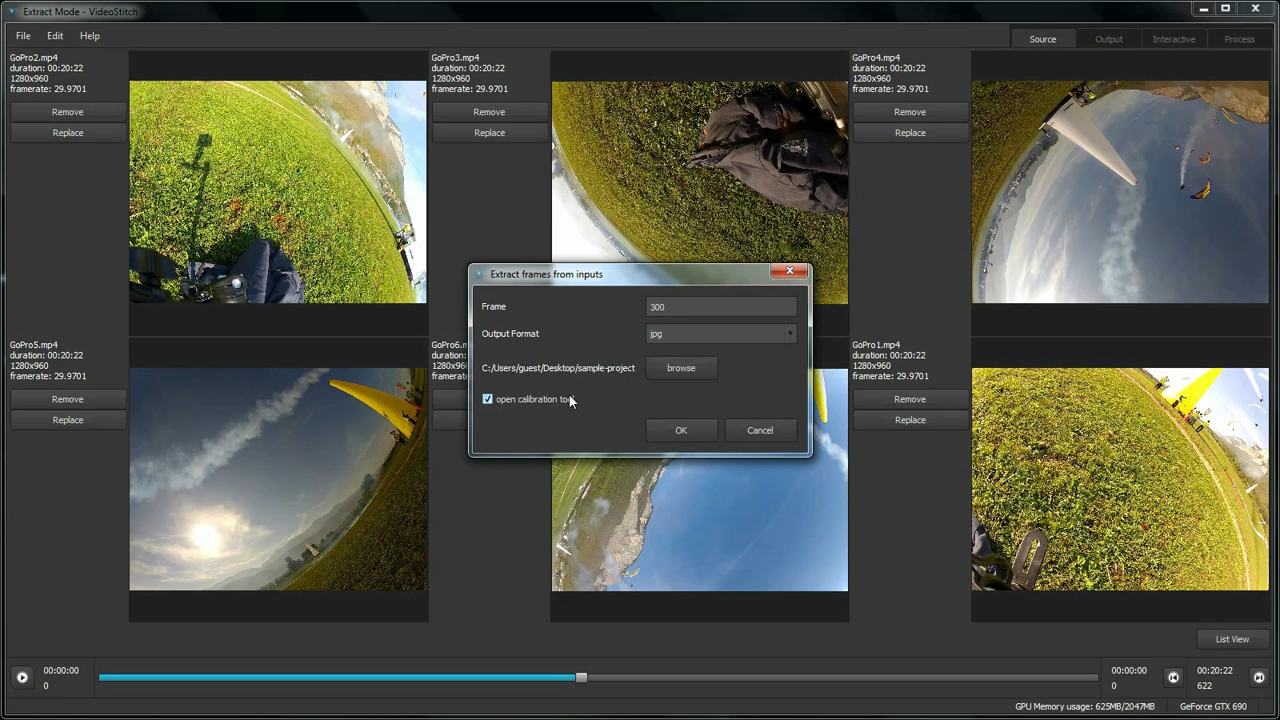 Extract Mode - VideoStitch
File Edit Help
Source Output Interactive Process
GoPro2.mp4
duration: 00:20:22
1280x960
framerate: 29.9701
Remove
Replace
GoPro3.mp4
duration: 00:20:22
1280x960
framerate: 29.9701
Remove
Replace
GoPro4.mp4
duration: 00:20:22
1280x960
framerate: 29.9701
Remove
Replace
Extract frames from inputs
Frame 300
Output Format jpg
C:/Users/guest/Desktop/sample-project browse
open calibration
OK Cancel
GoPro5.mp4
duration: 00:20:22
1280x960
framerate: 29.9701
Remove
Replace
GoPro1.mp4
duration: 00:20:22
1280x960
framerate: 29.9701
Remove
Replace
List View
00:00:00
0
00:00:00
0
00:20:22
622
GPU Memory usage: 625MB/2047MB GeForce GTX 690